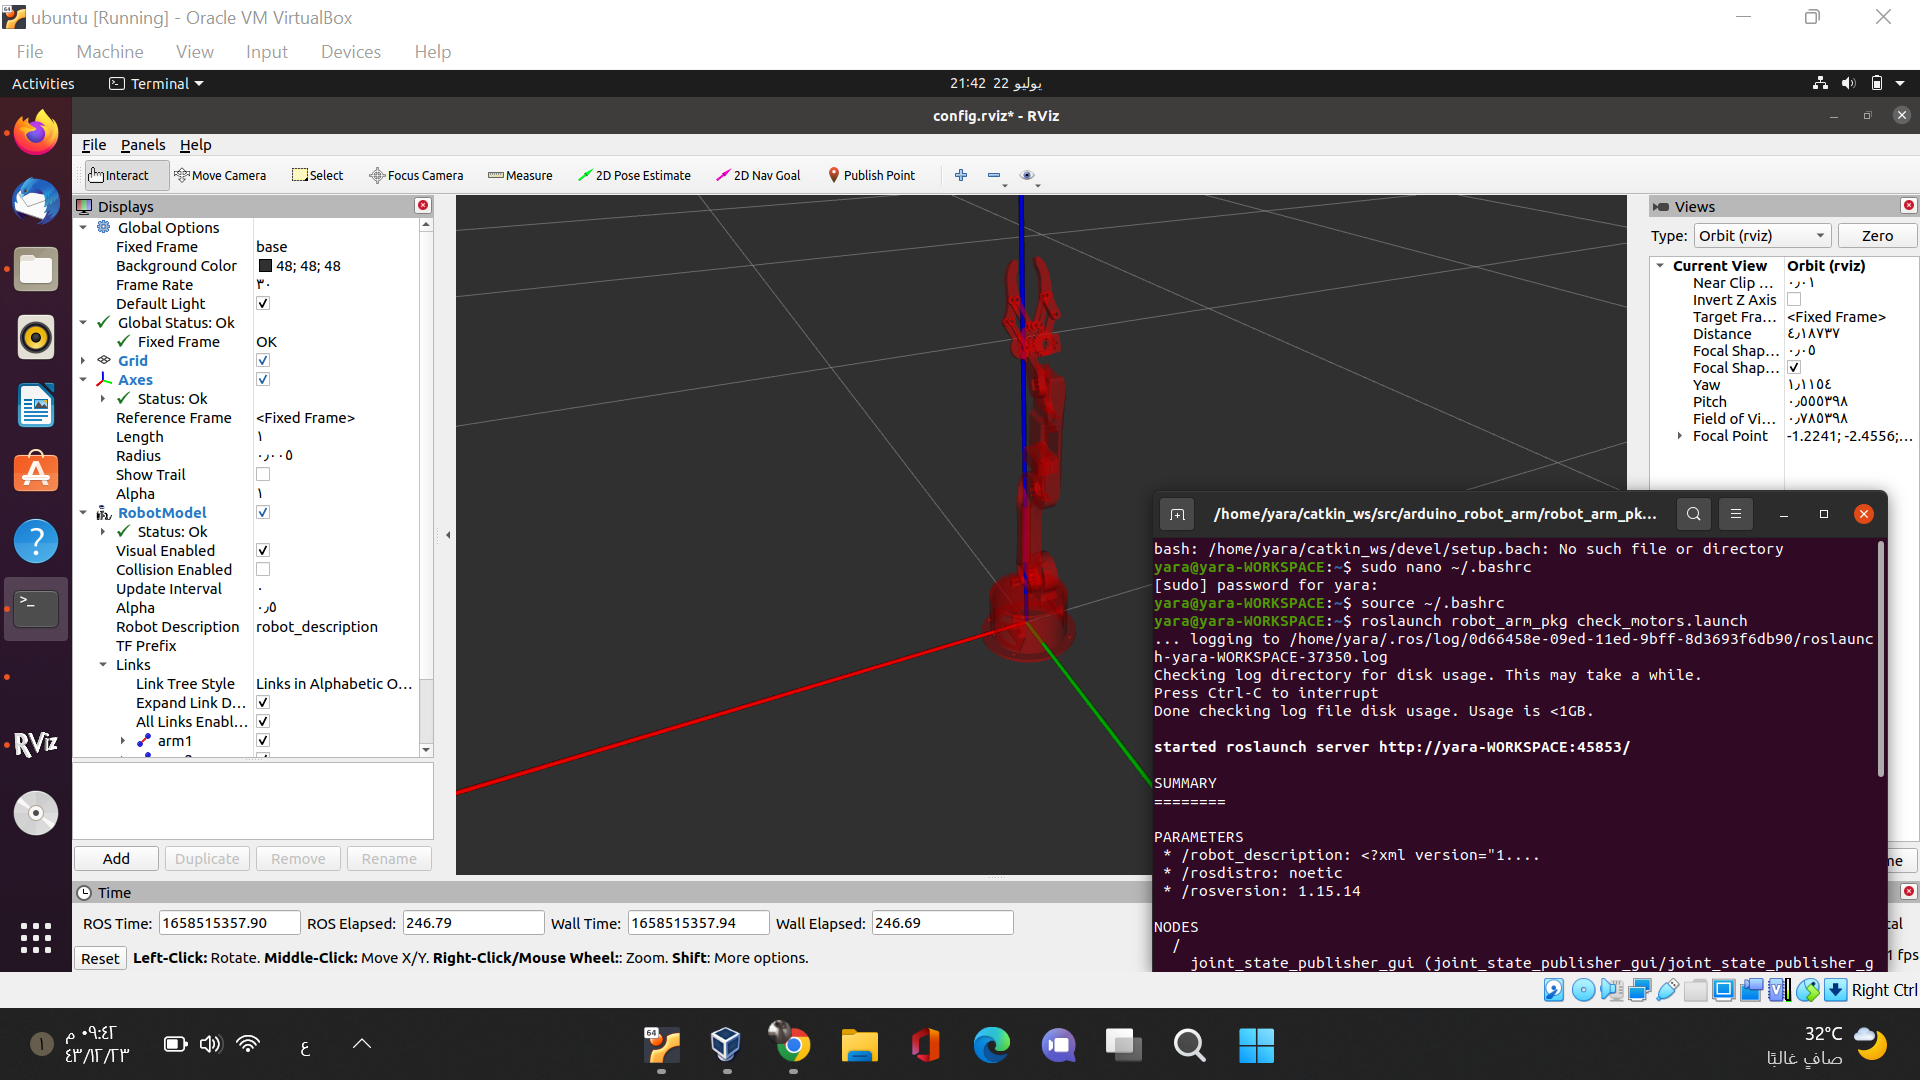 ubuntu [Running] - Oracle VM VirtualBox
File Machine View Input Devices Help
Activities Terminal 21:42 22 يوليو
config.rviz* - RViz
File Panels Help
Interact Move Camera Select Focus Camera Measure 2D Pose Estimate 2D Nav Goal Publish Point
Displays
Global Options
Fixed Frame base
Background Color 48; 48; 48
Frame Rate ٣٠
Default Light
Global Status: Ok
Fixed Frame OK
Grid
Axes
Status: Ok
Reference Frame <Fixed Frame>
Length ١
Radius ٠٫٠٠٥
Show Trail
Alpha ١
RobotModel
Status: Ok
Visual Enabled
Collision Enabled
Update Interval ٠
Alpha ٠٫٥
Robot Description robot_description
TF Prefix
Links
Link Tree Style Links in Alphabetic O...
Expand Link D...
All Links Enabl...
arm1
Add Duplicate Remove Rename
Views
Type: Orbit (rviz) Zero
Current View Orbit (rviz)
Near Clip ... ٠٫٠١
Invert Z Axis
Target Fra... <Fixed Frame>
Distance ٤٫١٨٧٣٧
Focal Shap... ٠٫٠٥
Focal Shap...
Yaw ١٫١١٥٤
Pitch ٠٫٥٥٥٣٩٨
Field of Vi... ٠٫٧٨٥٣٩٨
Focal Point -1.2241; -2.4556;...
/home/yara/catkin_ws/src/arduino_robot_arm/robot_arm_pk...
bash: /home/yara/catkin_ws/devel/setup.bach: No such file or directory
yara@yara-WORKSPACE:~$ sudo nano ~/.bashrc
[sudo] password for yara:
yara@yara-WORKSPACE:~$ source ~/.bashrc
yara@yara-WORKSPACE:~$ roslaunch robot_arm_pkg check_motors.launch
... logging to /home/yara/.ros/log/0d66458e-09ed-11ed-9bff-8d3693f6db90/roslaunc
h-yara-WORKSPACE-37350.log
Checking log directory for disk usage. This may take a while.
Press Ctrl-C to interrupt
Done checking log file disk usage. Usage is <1GB.
started roslaunch server http://yara-WORKSPACE:45853/
SUMMARY
========
PARAMETERS
* /robot_description: <?xml version="1....
* /rosdistro: noetic
* /rosversion: 1.15.14
NODES
/
joint_state_publisher_gui (joint_state_publisher_gui/joint_state_publisher_g
RViz
me
Time
ROS Time: 1658515357.90 ROS Elapsed: 246.79 Wall Time: 1658515357.94 Wall Elapsed: 246.69
cal
Reset Left-Click: Rotate. Middle-Click: Move X/Y. Right-Click/Mouse Wheel:: Zoom. Shift: More options.
1 fps
Right Ctrl
١ ٠٩:٤٢ م
٤٣/١٢/٢٣
ع
64
32°C
صافٍ غالبًا